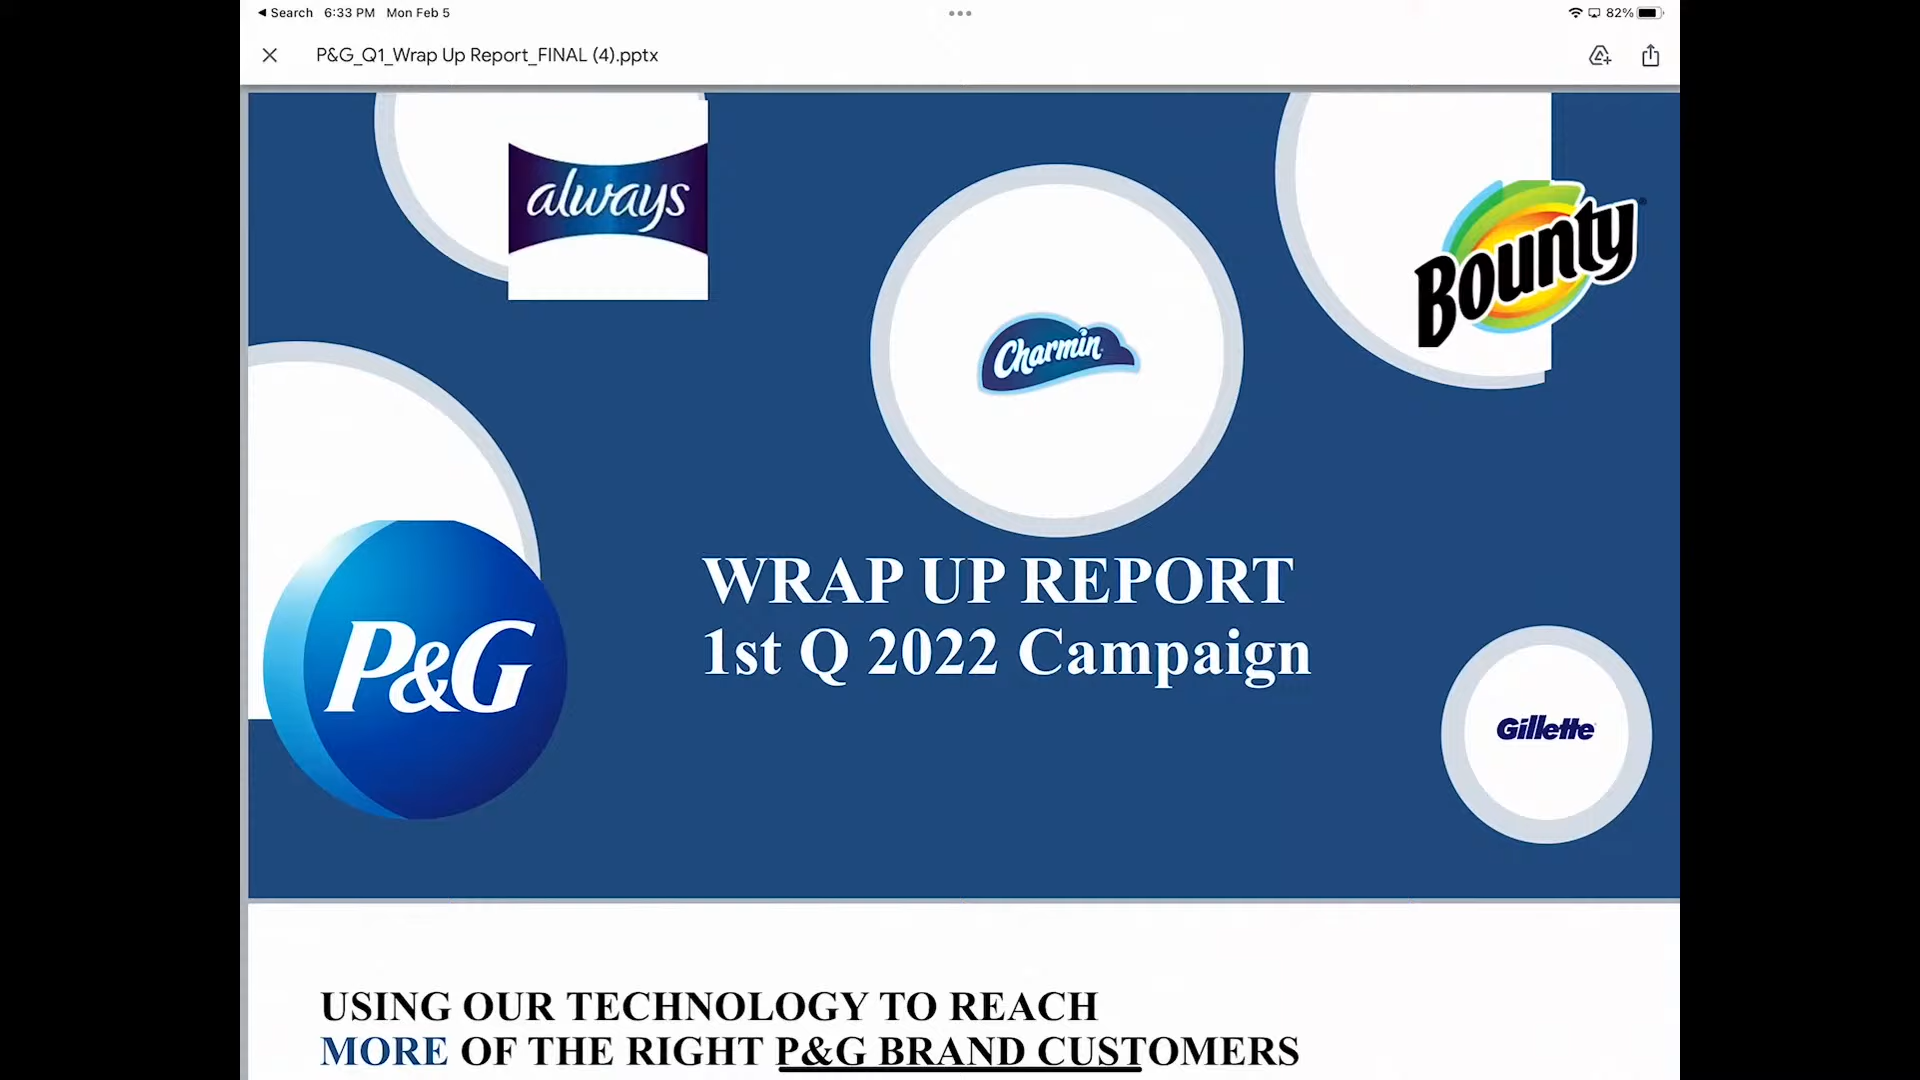 Search 6:33 PM Mon Feb 5
82%
P&G_Q1_Wrap Up Report_FINAL (4).pptx
always
Bounty
Charmin
WRAP UP REPORT
1st Q 2022 Campaign
P&G
Gillette
USING OUR TECHNOLOGY TO REACH
MORE OF THE RIGHT P&G BRAND CUSTOMERS